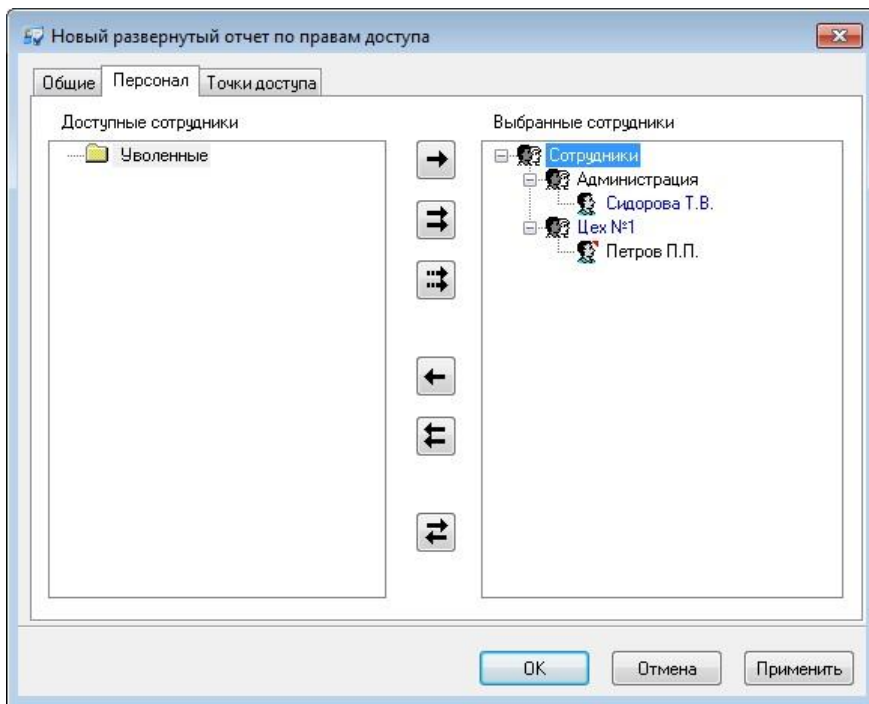 Новый развернутый отчет по правам доступа
Общие Персонал Точки доступа
Доступные сотрудники
Уволенные
Выбранные сотрудники
Сотрудники
Администрация
Сидорова Т.В.
Цех №1
Петров П.П.
OK Отмена Применить